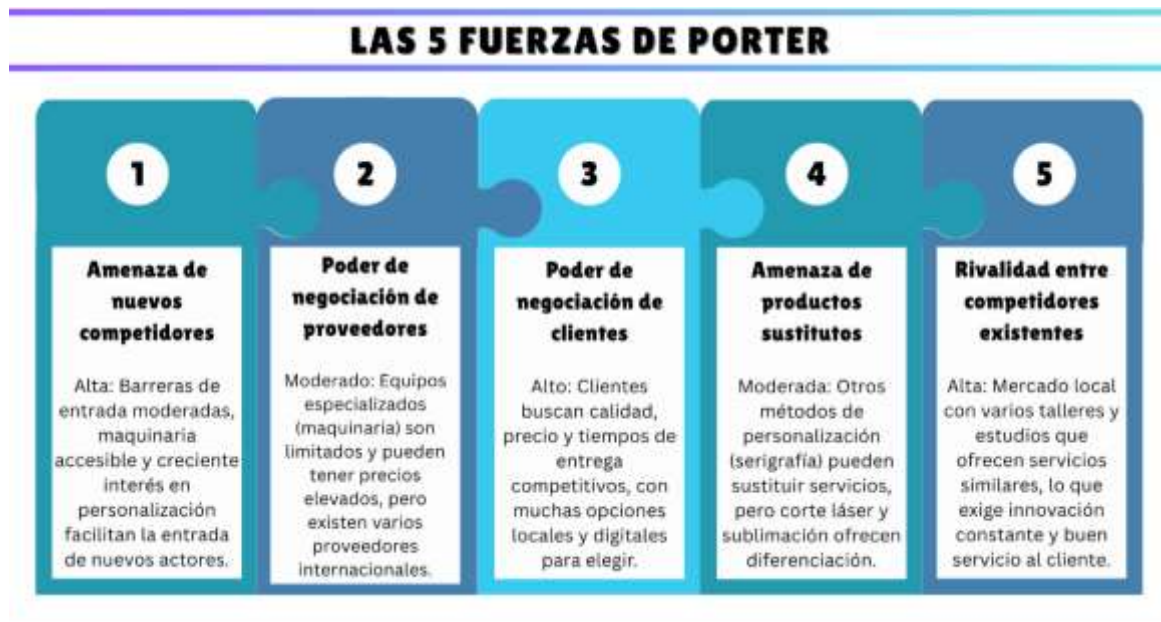 LAS 5 FUERZAS DE PORTER
1
Amenaza de
nuevos
competidores
Alta: Barreras de
entrada moderadas,
maquinaria
accesible y creciente
interés en
personalización
facilitan la entrada
de nuevos actores.
2
Poder de
negociación de
proveedores
Moderado: Equipos
especializados
(maquinaria) son
limitados y pueden
tener precios
elevados, pero
existen varios
proveedores
internacionales.
3
Poder de
negociación de
clientes
Alto: Clientes
buscan calidad,
precio y tiempos de
entrega
competitivos, con
muchas opciones
locales y digitales
para elegir.
4
Amenaza de
productos
sustitutos
Moderada: Otros
métodos de
personalización
(serigrafía) pueden
sustituir servicios,
pero corte láser y
sublimación ofrecen
diferenciación.
5
Rivalidad entre
competidores
existentes
Alta: Mercado local
con varios talleres y
estudios que
ofrecen servicios
similares, lo que
exige innovación
constante y buen
servicio al cliente.